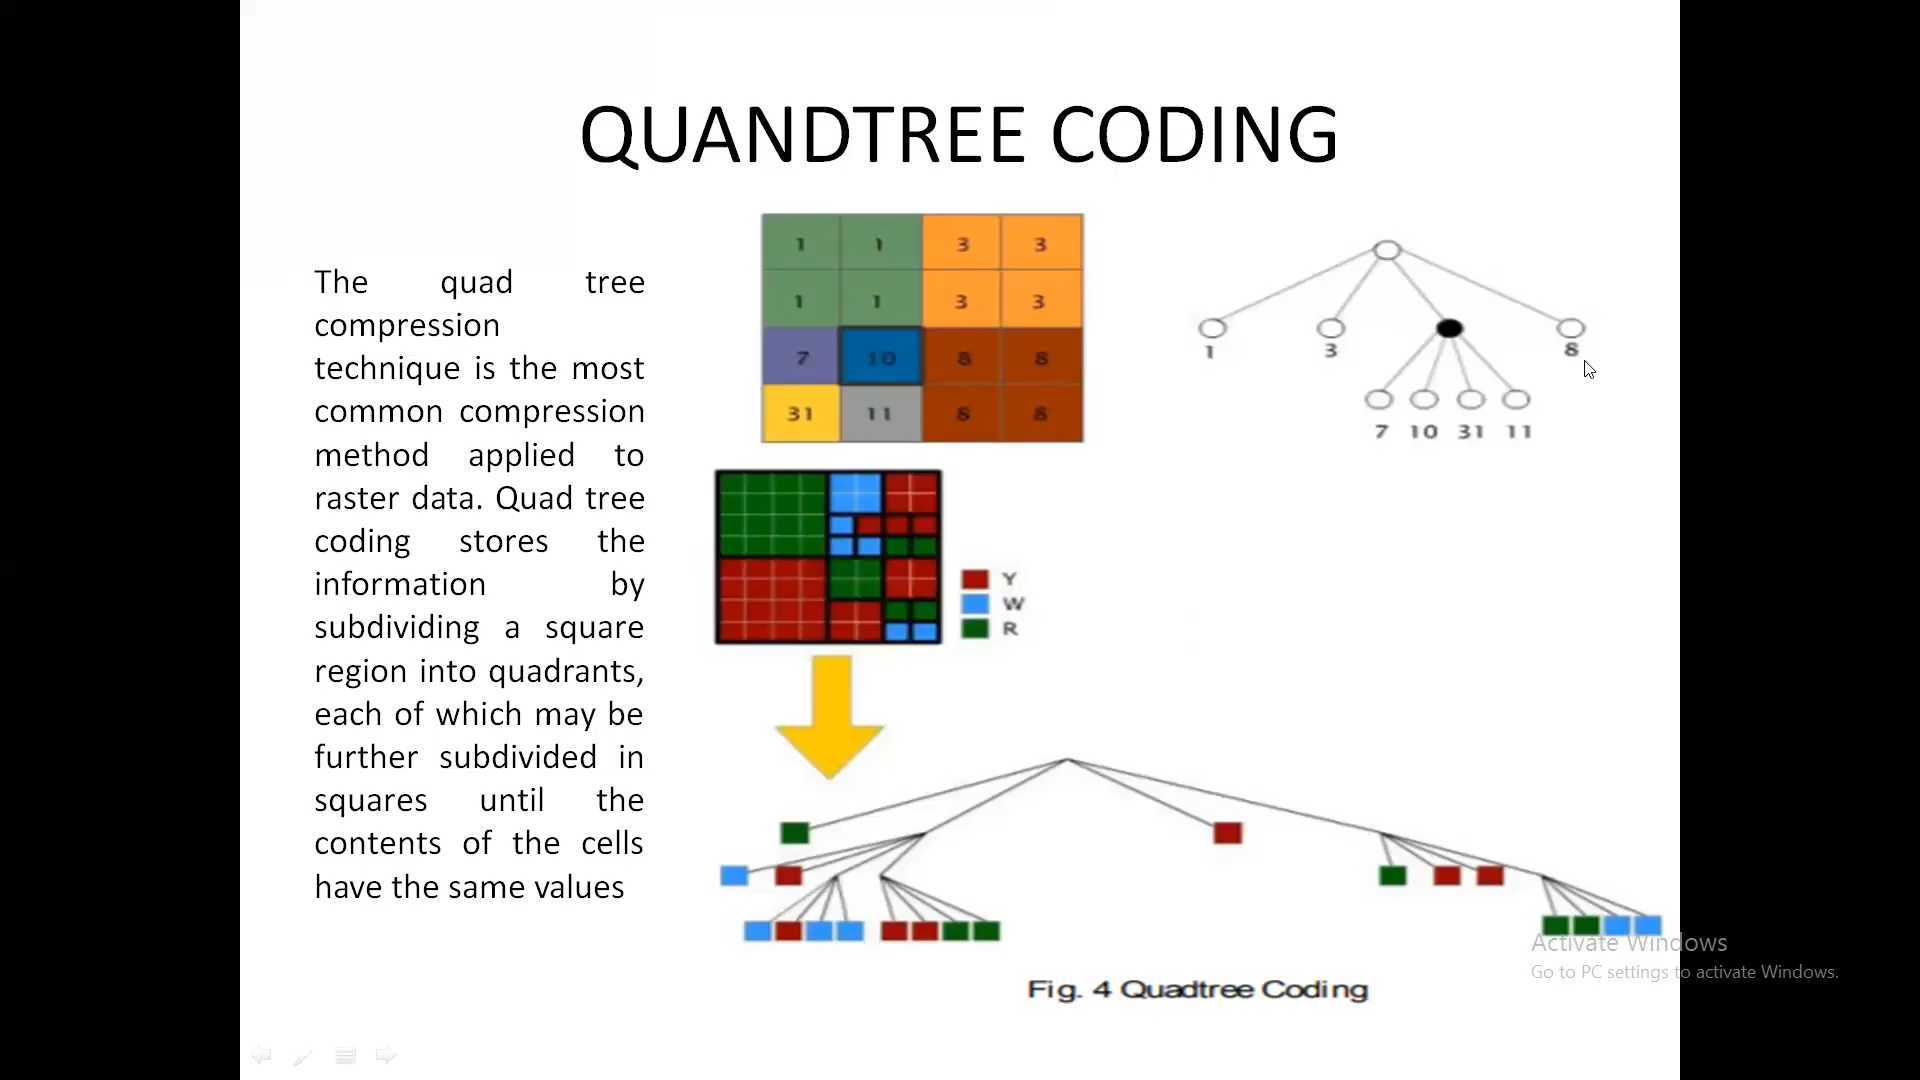 QUANDTREE CODING
The quad tree
compression
technique is the most
common compression
method applied to
raster data. Quad tree
coding stores the
information by
subdividing a square
region into quadrants,
each of which may be
further subdivided in
squares until the
contents of the cells
have the same values
1 1 3 3
1 1 3 3
7 10 8 8
31 11 8 8
1 3 8
7 10 31 11
Y
W
R
Fig. 4 Quadtree Coding
Activate Windows
Go to PC settings to activate Windows.